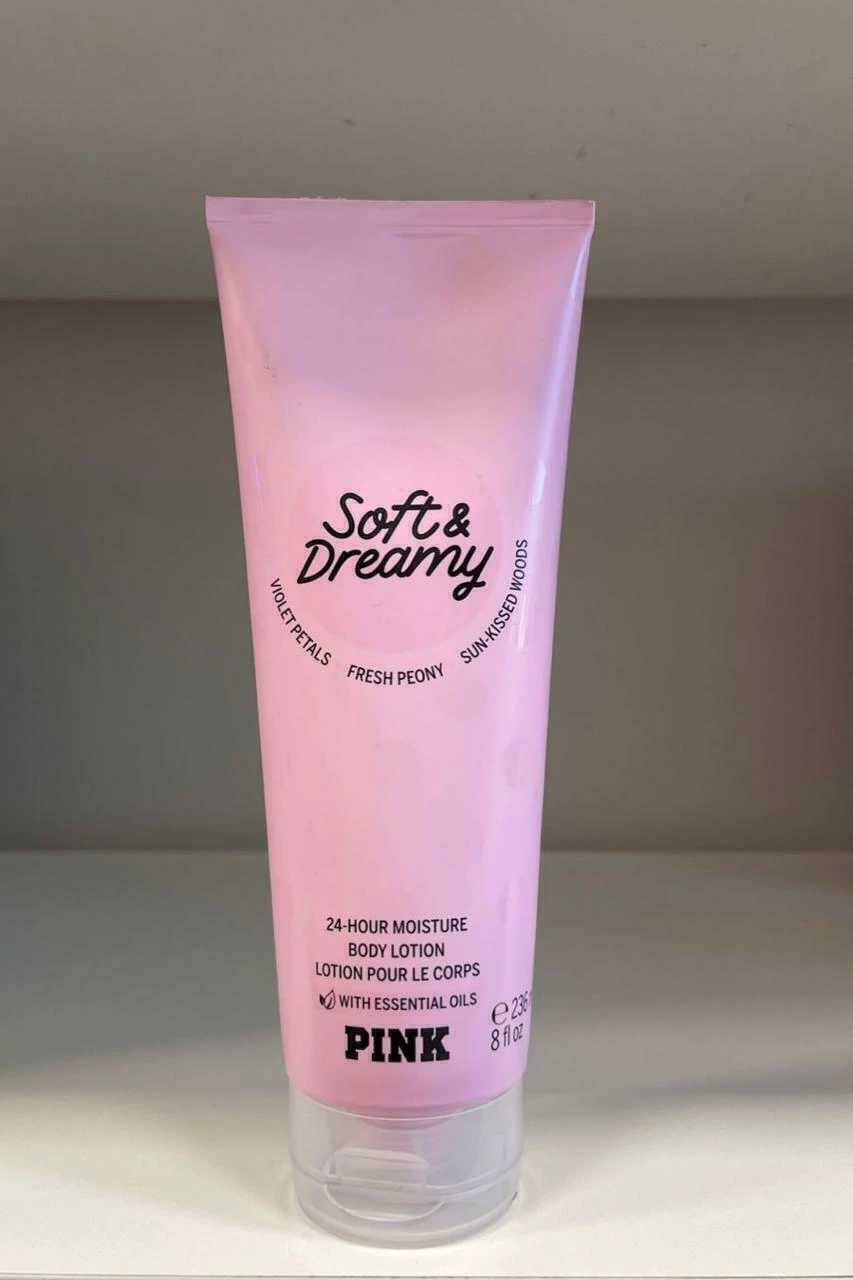 Soft &
Dreamy
VIOLET PETALS FRESH PEONY SUN-KISSED WOODS
24-HOUR MOISTURE
BODY LOTION
LOTION POUR LE CORPS
WITH ESSENTIAL OILS
PINK
℮ 236
8 fl oz